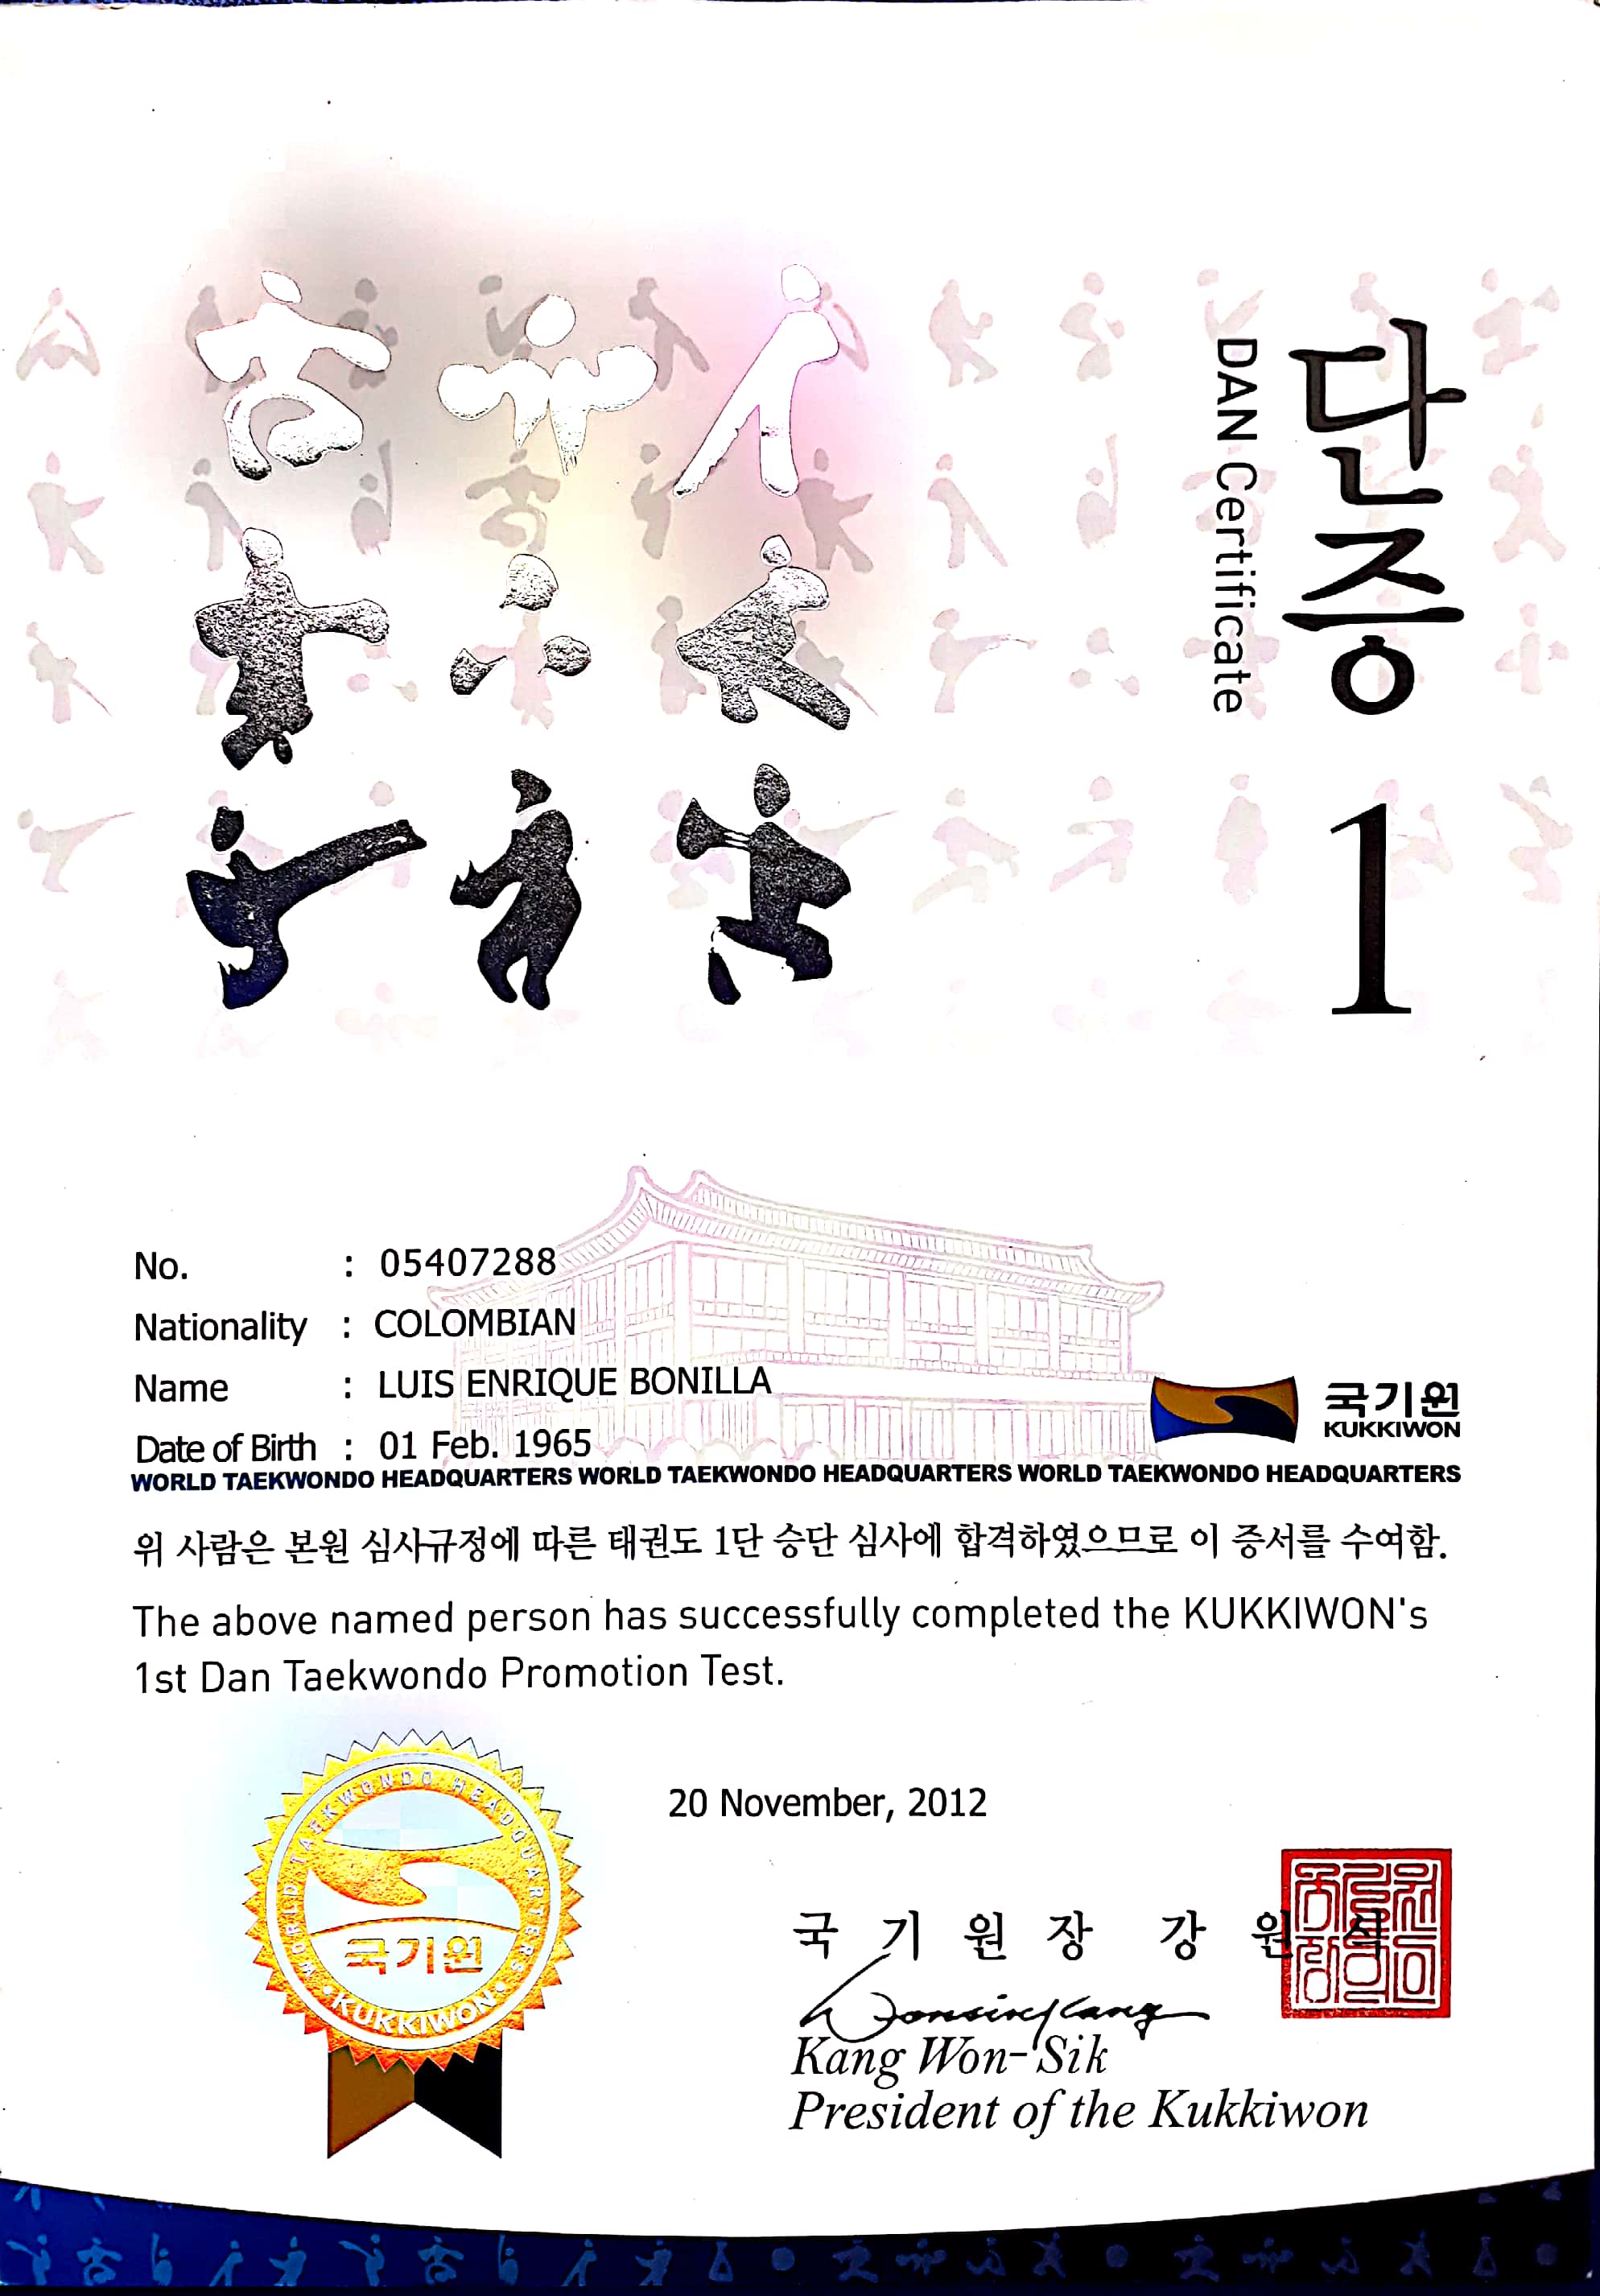 단증 1
DAN Certificate
No. : 05407288
Nationality : COLOMBIAN
Name : LUIS ENRIQUE BONILLA
Date of Birth : 01 Feb. 1965
국기원
KUKKIWON
WORLD TAEKWONDO HEADQUARTERS WORLD TAEKWONDO HEADQUARTERS WORLD TAEKWONDO HEADQUARTERS
위 사람은 본원 심사규정에 따른 태권도 1단 승단 심사에 합격하였으므로 이 증서를 수여함.
The above named person has successfully completed the KUKKIWON's
1st Dan Taekwondo Promotion Test.
20 November, 2012
WORLD TAEKWONDO HEADQUARTERS
국기원
KUKKIWON
국 기 원 장 강 원 식
Kang Won-Sik
President of the Kukkiwon